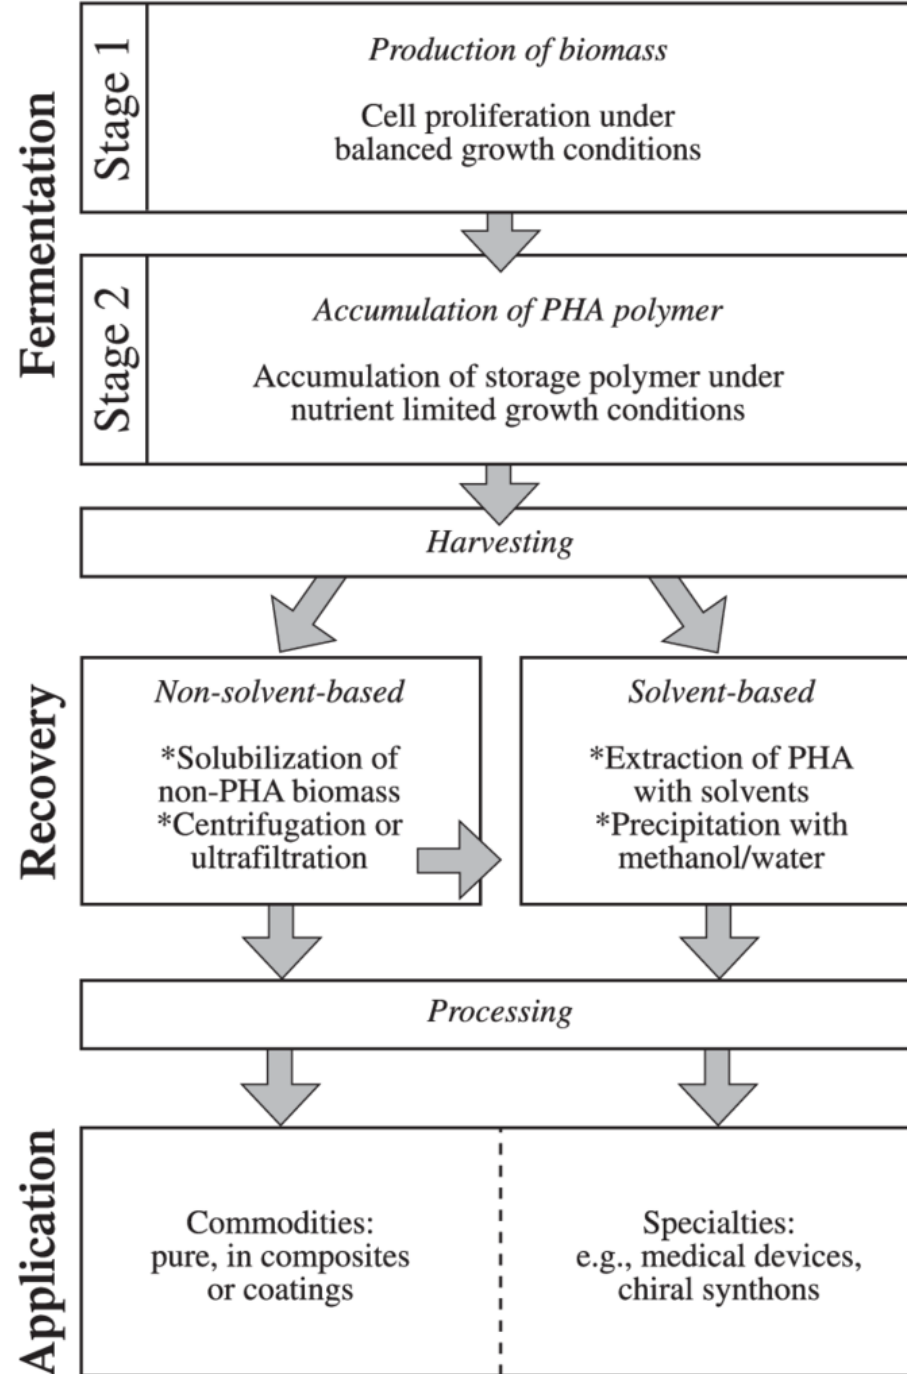 Fermentation
Stage 1
Production of biomass
Cell proliferation under
balanced growth conditions
Stage 2
Accumulation of PHA polymer
Accumulation of storage polymer under
nutrient limited growth conditions
Harvesting
Recovery
Non-solvent-based
*Solubilization of
non-PHA biomass
*Centrifugation or
ultrafiltration
Solvent-based
*Extraction of PHA
with solvents
*Precipitation with
methanol/water
Processing
Application
Commodities:
pure, in composites
or coatings
Specialties:
e.g., medical devices,
chiral synthons